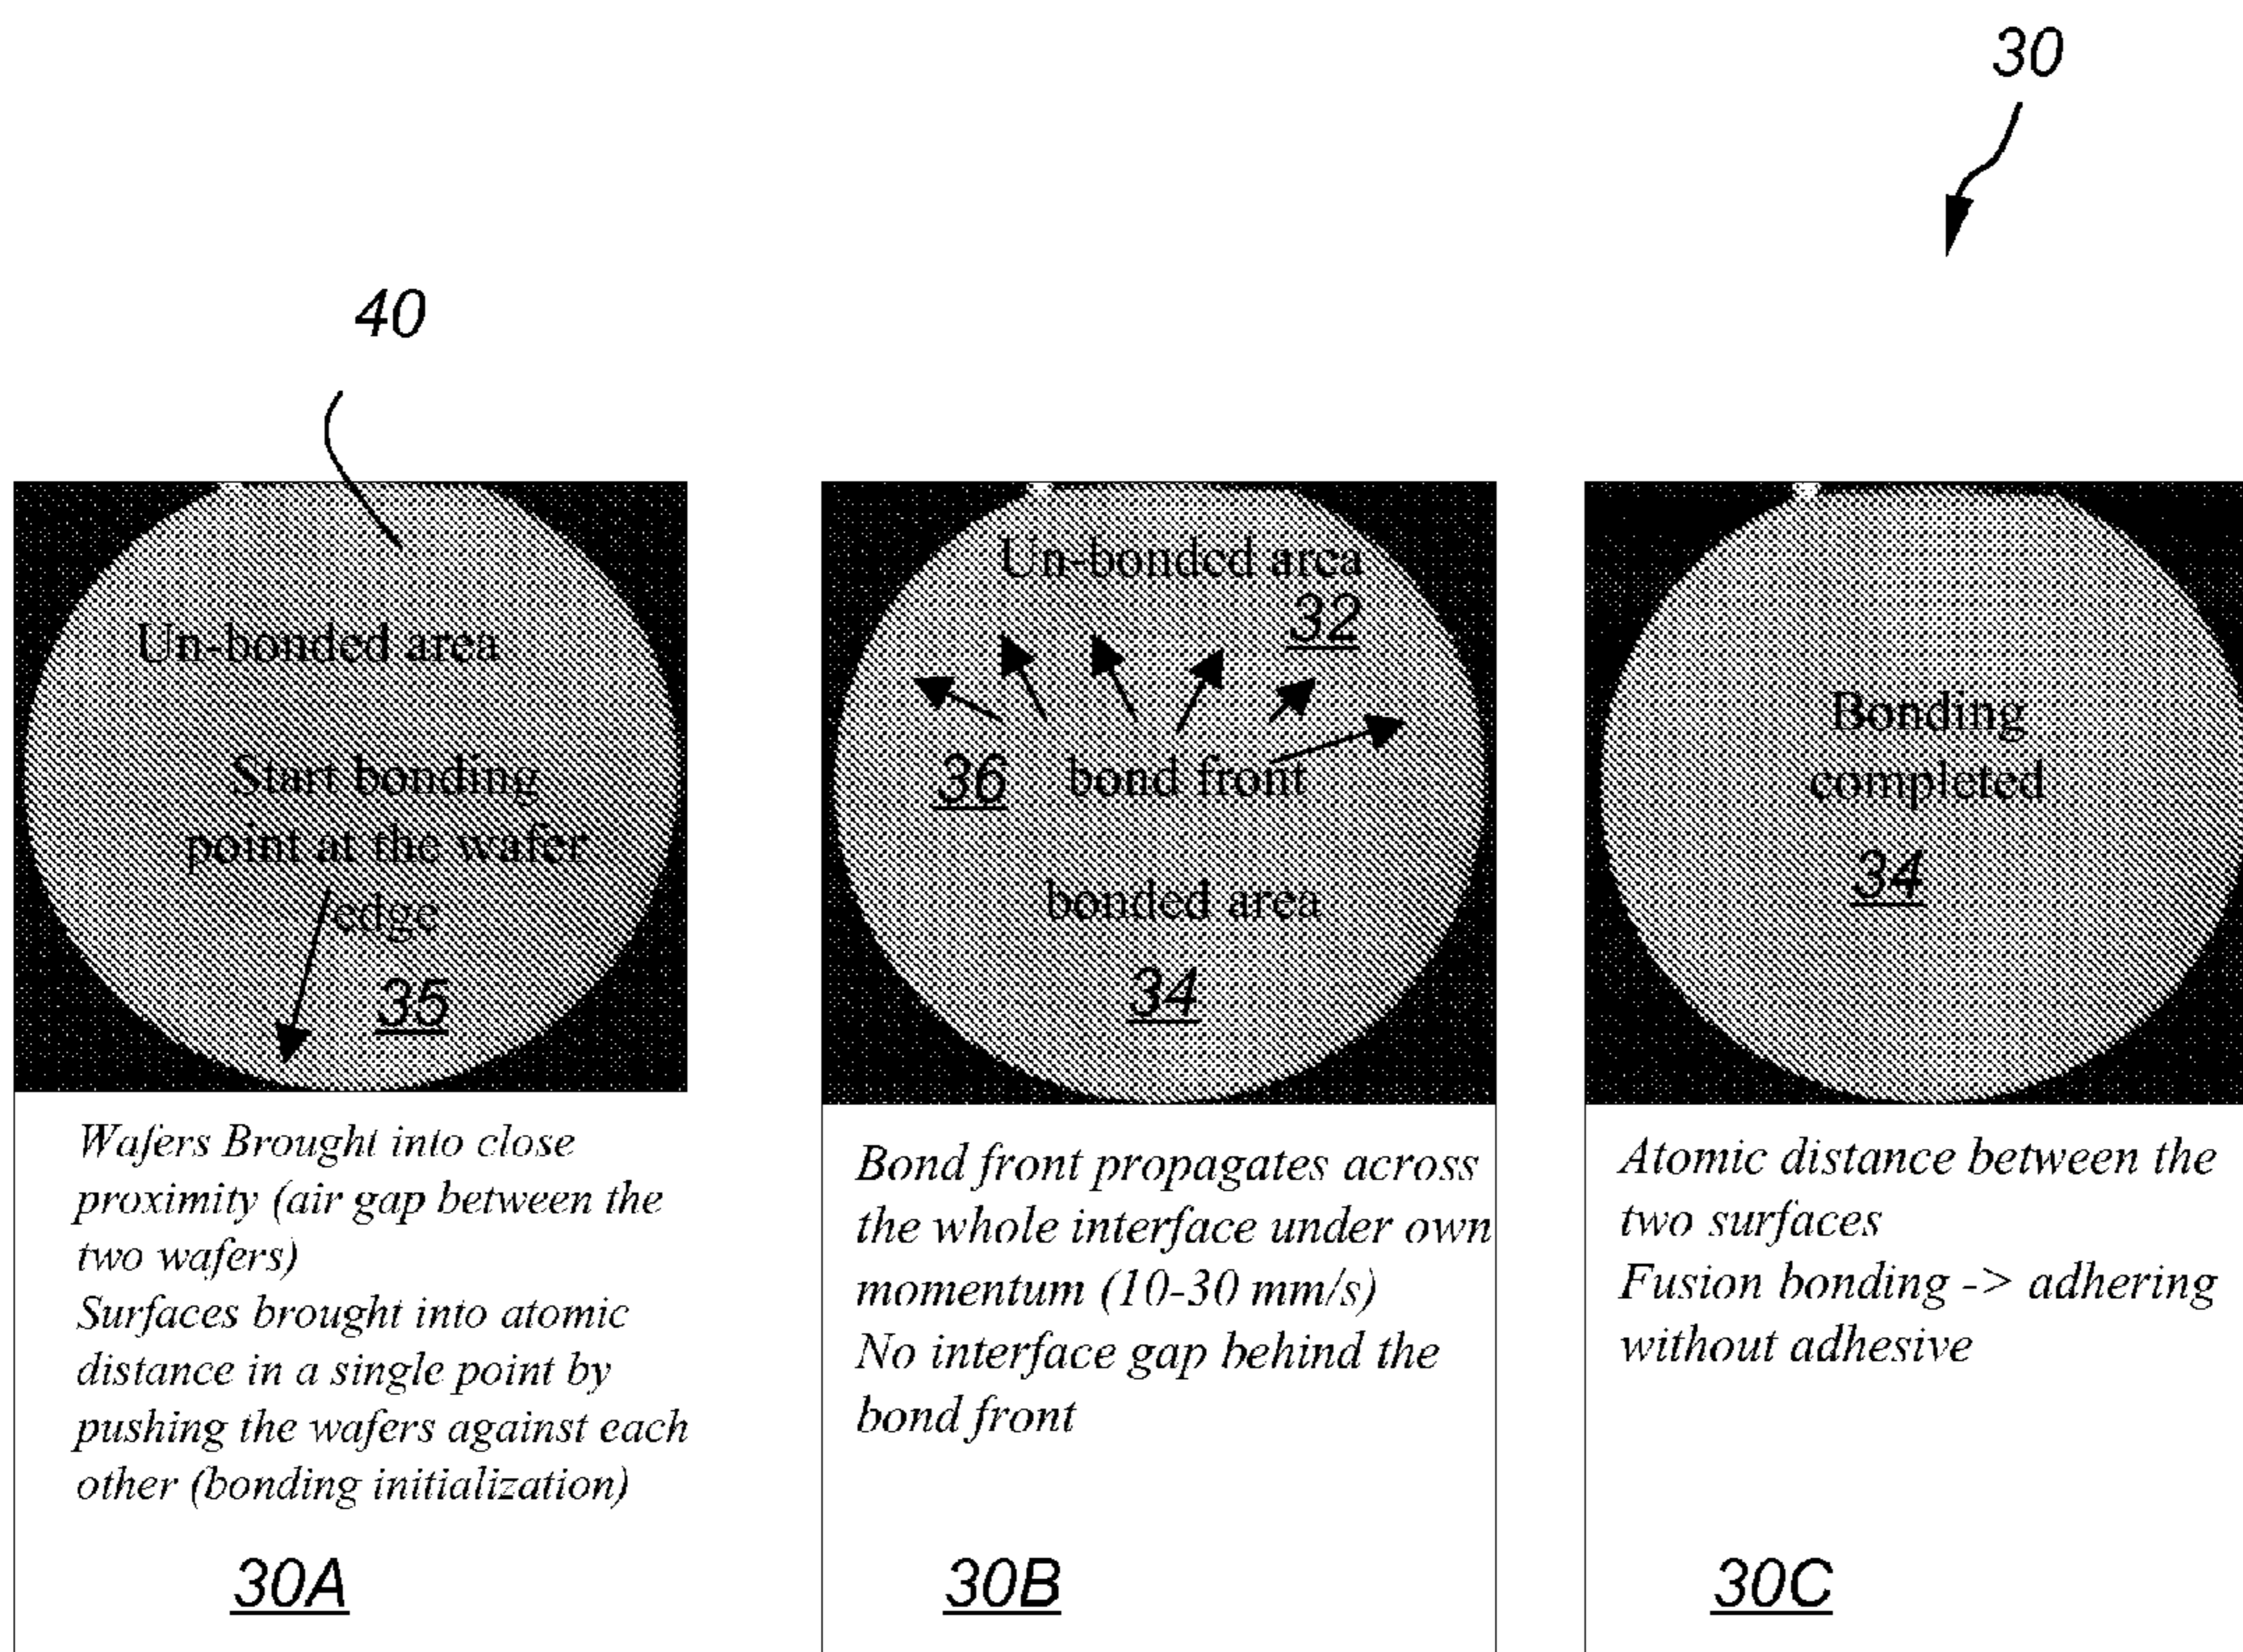 30
40
Un-bonded area
Start bonding
point at the wafer
edge
35
Wafers Brought into close
proximity (air gap between the
two wafers)
Surfaces brought into atomic
distance in a single point by
pushing the wafers against each
other (bonding initialization)
30A
Un-bonded area
32
36 bond front
bonded area
34
Bond front propagates across
the whole interface under own
momentum (10-30 mm/s)
No interface gap behind the
bond front
30B
Bonding
completed
34
Atomic distance between the
two surfaces
Fusion bonding -> adhering
without adhesive
30C